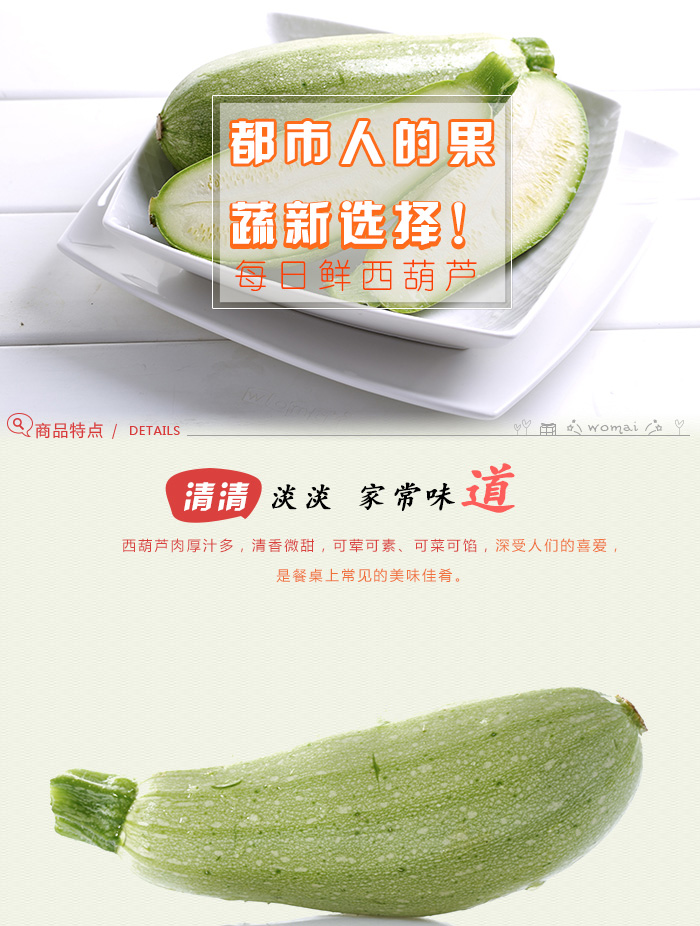 都市人的果
蔬新选择!
每日鲜西葫芦
商品特点 / DETAILS
womai
清清 淡淡 家常味道
西葫芦肉厚汁多，清香微甜，可荤可素、可菜可馅，深受人们的喜爱，
是餐桌上常见的美味佳肴。